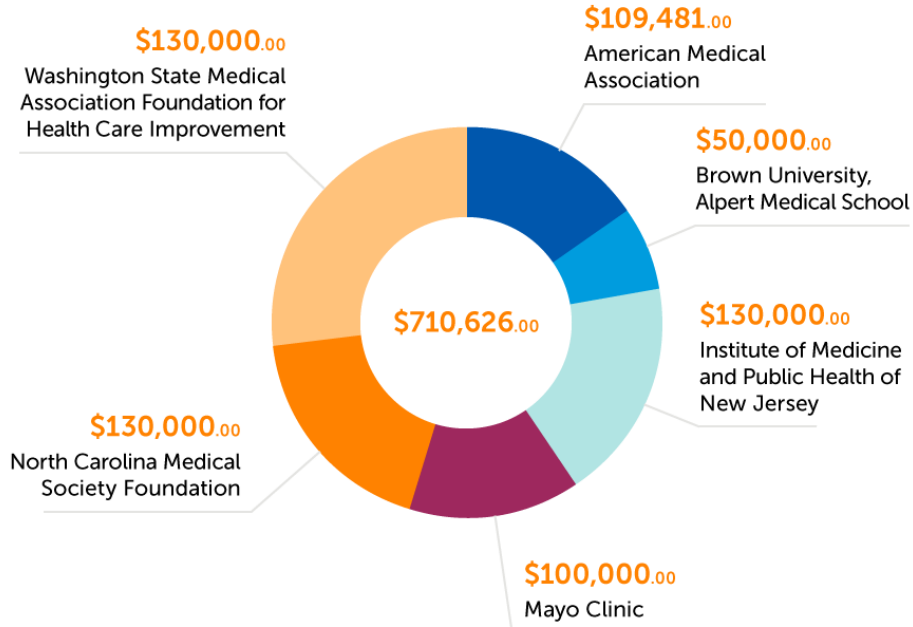 $130,000.00
Washington State Medical
Association Foundation for
Health Care Improvement
$109,481.00
American Medical
Association
$50,000.00
Brown University,
Alpert Medical School
$710,626.00
$130,000.00
Institute of Medicine
and Public Health of
New Jersey
$130,000.00
North Carolina Medical
Society Foundation
$100,000.00
Mayo Clinic